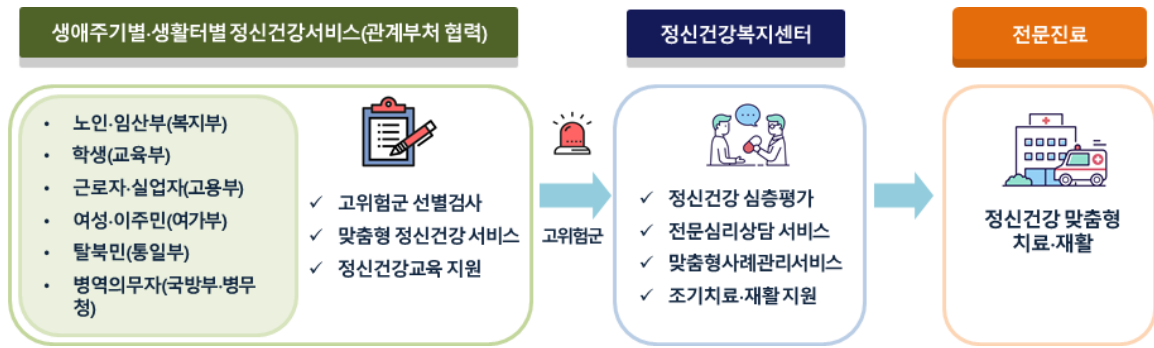 생애주기별·생활터별 정신건강서비스(관계부처 협력)
• 노인·임산부(복지부)
• 학생(교육부)
• 근로자·실업자(고용부)
• 여성·이주민(여가부)
• 탈북민(통일부)
• 병역의무자(국방부·병무
청)
✓ 고위험군 선별검사
✓ 맞춤형 정신건강 서비스
✓ 정신건강교육 지원
고위험군
정신건강복지센터
✓ 정신건강 심층평가
✓ 전문심리상담 서비스
✓ 맞춤형사례관리서비스
✓ 조기치료·재활 지원
전문진료
정신건강 맞춤형
치료·재활